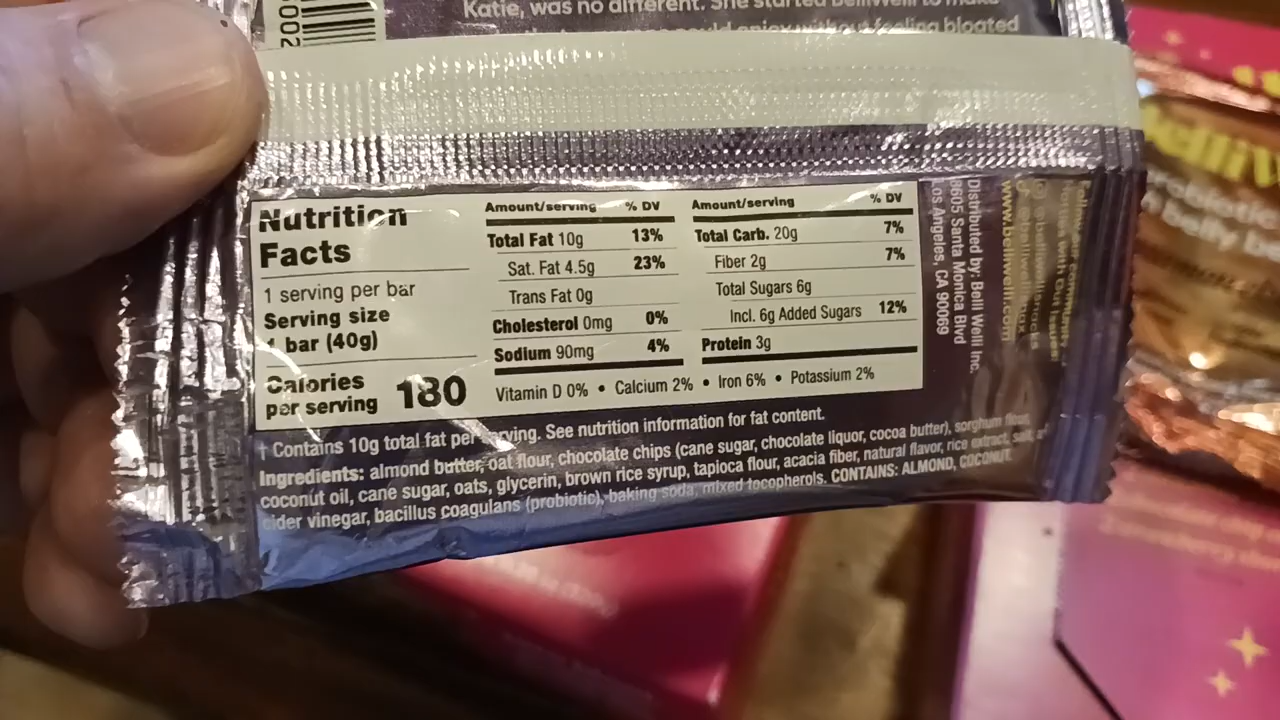 Katie, was no different. She started BelliWelli to make
enjoy without feeling bloated
002
Nutrition
Facts
1 serving per bar
Serving size
1 bar (40g)
Calories
per serving 180
Amount/serving % DV
Total Fat 10g 13%
Sat. Fat 4.5g 23%
Trans Fat 0g
Cholesterol 0mg 0%
Sodium 90mg 4%
Amount/serving % DV
Total Carb. 20g 7%
Fiber 2g 7%
Total Sugars 6g
Incl. 6g Added Sugars 12%
Protein 3g
Vitamin D 0% • Calcium 2% • Iron 6% • Potassium 2%
† Contains 10g total fat per serving. See nutrition information for fat content.
Ingredients: almond butter, oat flour, chocolate chips (cane sugar, chocolate liquor, cocoa butter), sorghum flour,
coconut oil, cane sugar, oats, glycerin, brown rice syrup, tapioca flour, acacia fiber, natural flavor, rice extract, salt,
cider vinegar, bacillus coagulans (probiotic), baking soda, mixed tocopherols. CONTAINS: ALMOND, COCONUT.
Distributed by: Belli Welli Inc.
8605 Santa Monica Blvd
Los Angeles, CA 90069
www.belliwelli.com
belly